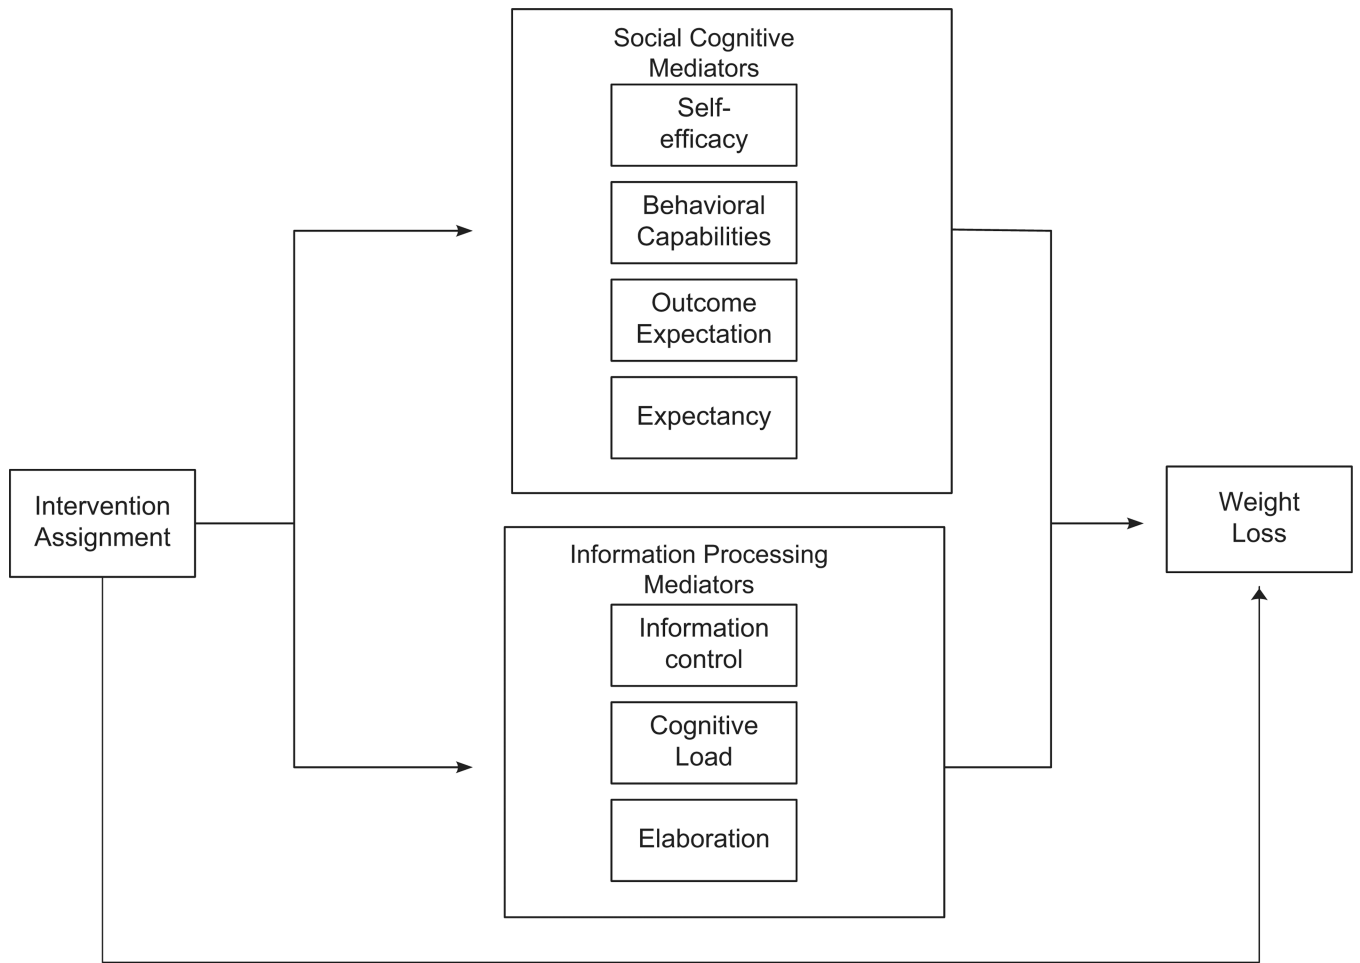 Social Cognitive
Mediators
Self-
efficacy
Behavioral
Capabilities
Outcome
Expectation
Expectancy
Intervention
Assignment
Weight
Loss
Information Processing
Mediators
Information
control
Cognitive
Load
Elaboration